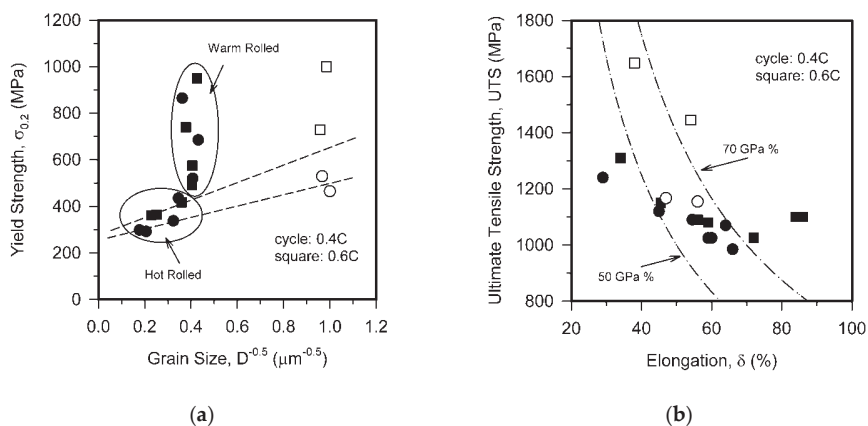 1200
1000
800
600
400
200
0
0.0 0.2 0.4 0.6 0.8 1.0 1.2
Yield Strength, σ0.2 (MPa)
Grain Size, D-0.5 (μm-0.5)
Warm Rolled
Hot Rolled
cycle: 0.4C
square: 0.6C
(a)
1800
1600
1400
1200
1000
800
20 40 60 80 100
Ultimate Tensile Strength, UTS (MPa)
Elongation, δ (%)
cycle: 0.4C
square: 0.6C
70 GPa %
50 GPa %
(b)